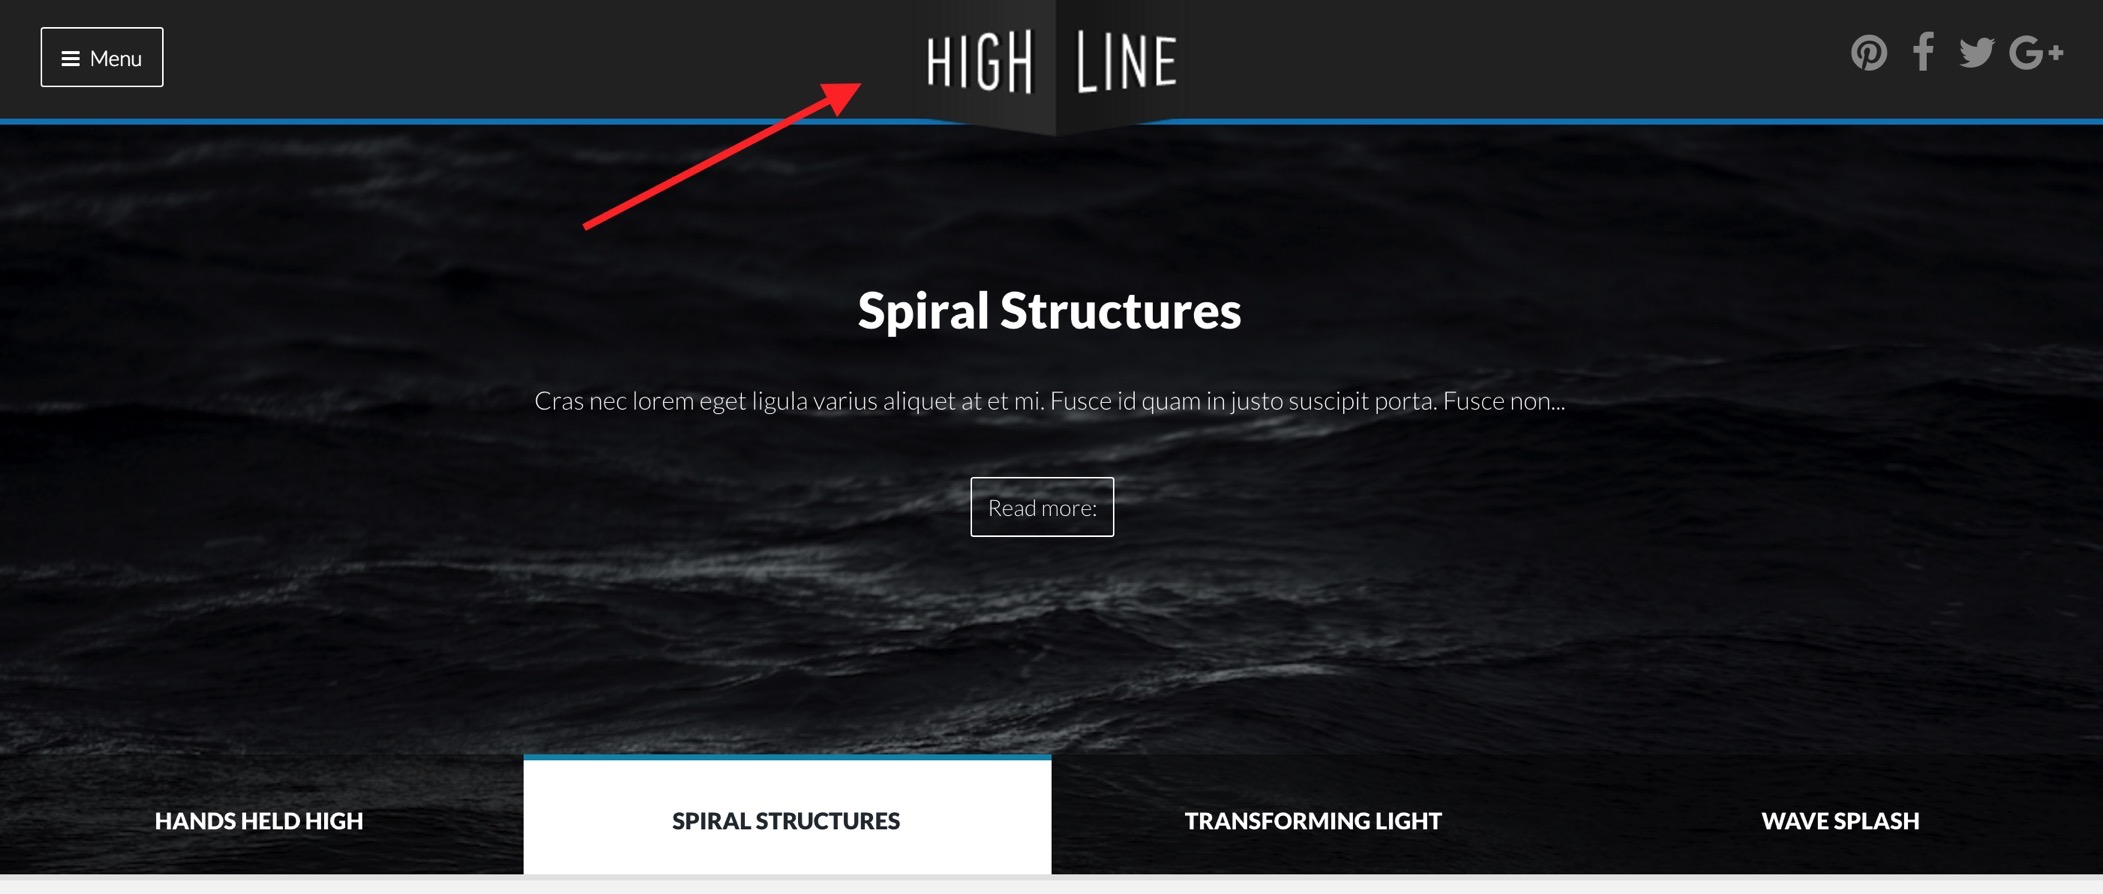 Menu
HIGH LINE
Spiral Structures
Cras nec lorem eget ligula varius aliquet at et mi. Fusce id quam in justo suscipit porta. Fusce non...
Read more:
HANDS HELD HIGH
SPIRAL STRUCTURES
TRANSFORMING LIGHT
WAVE SPLASH